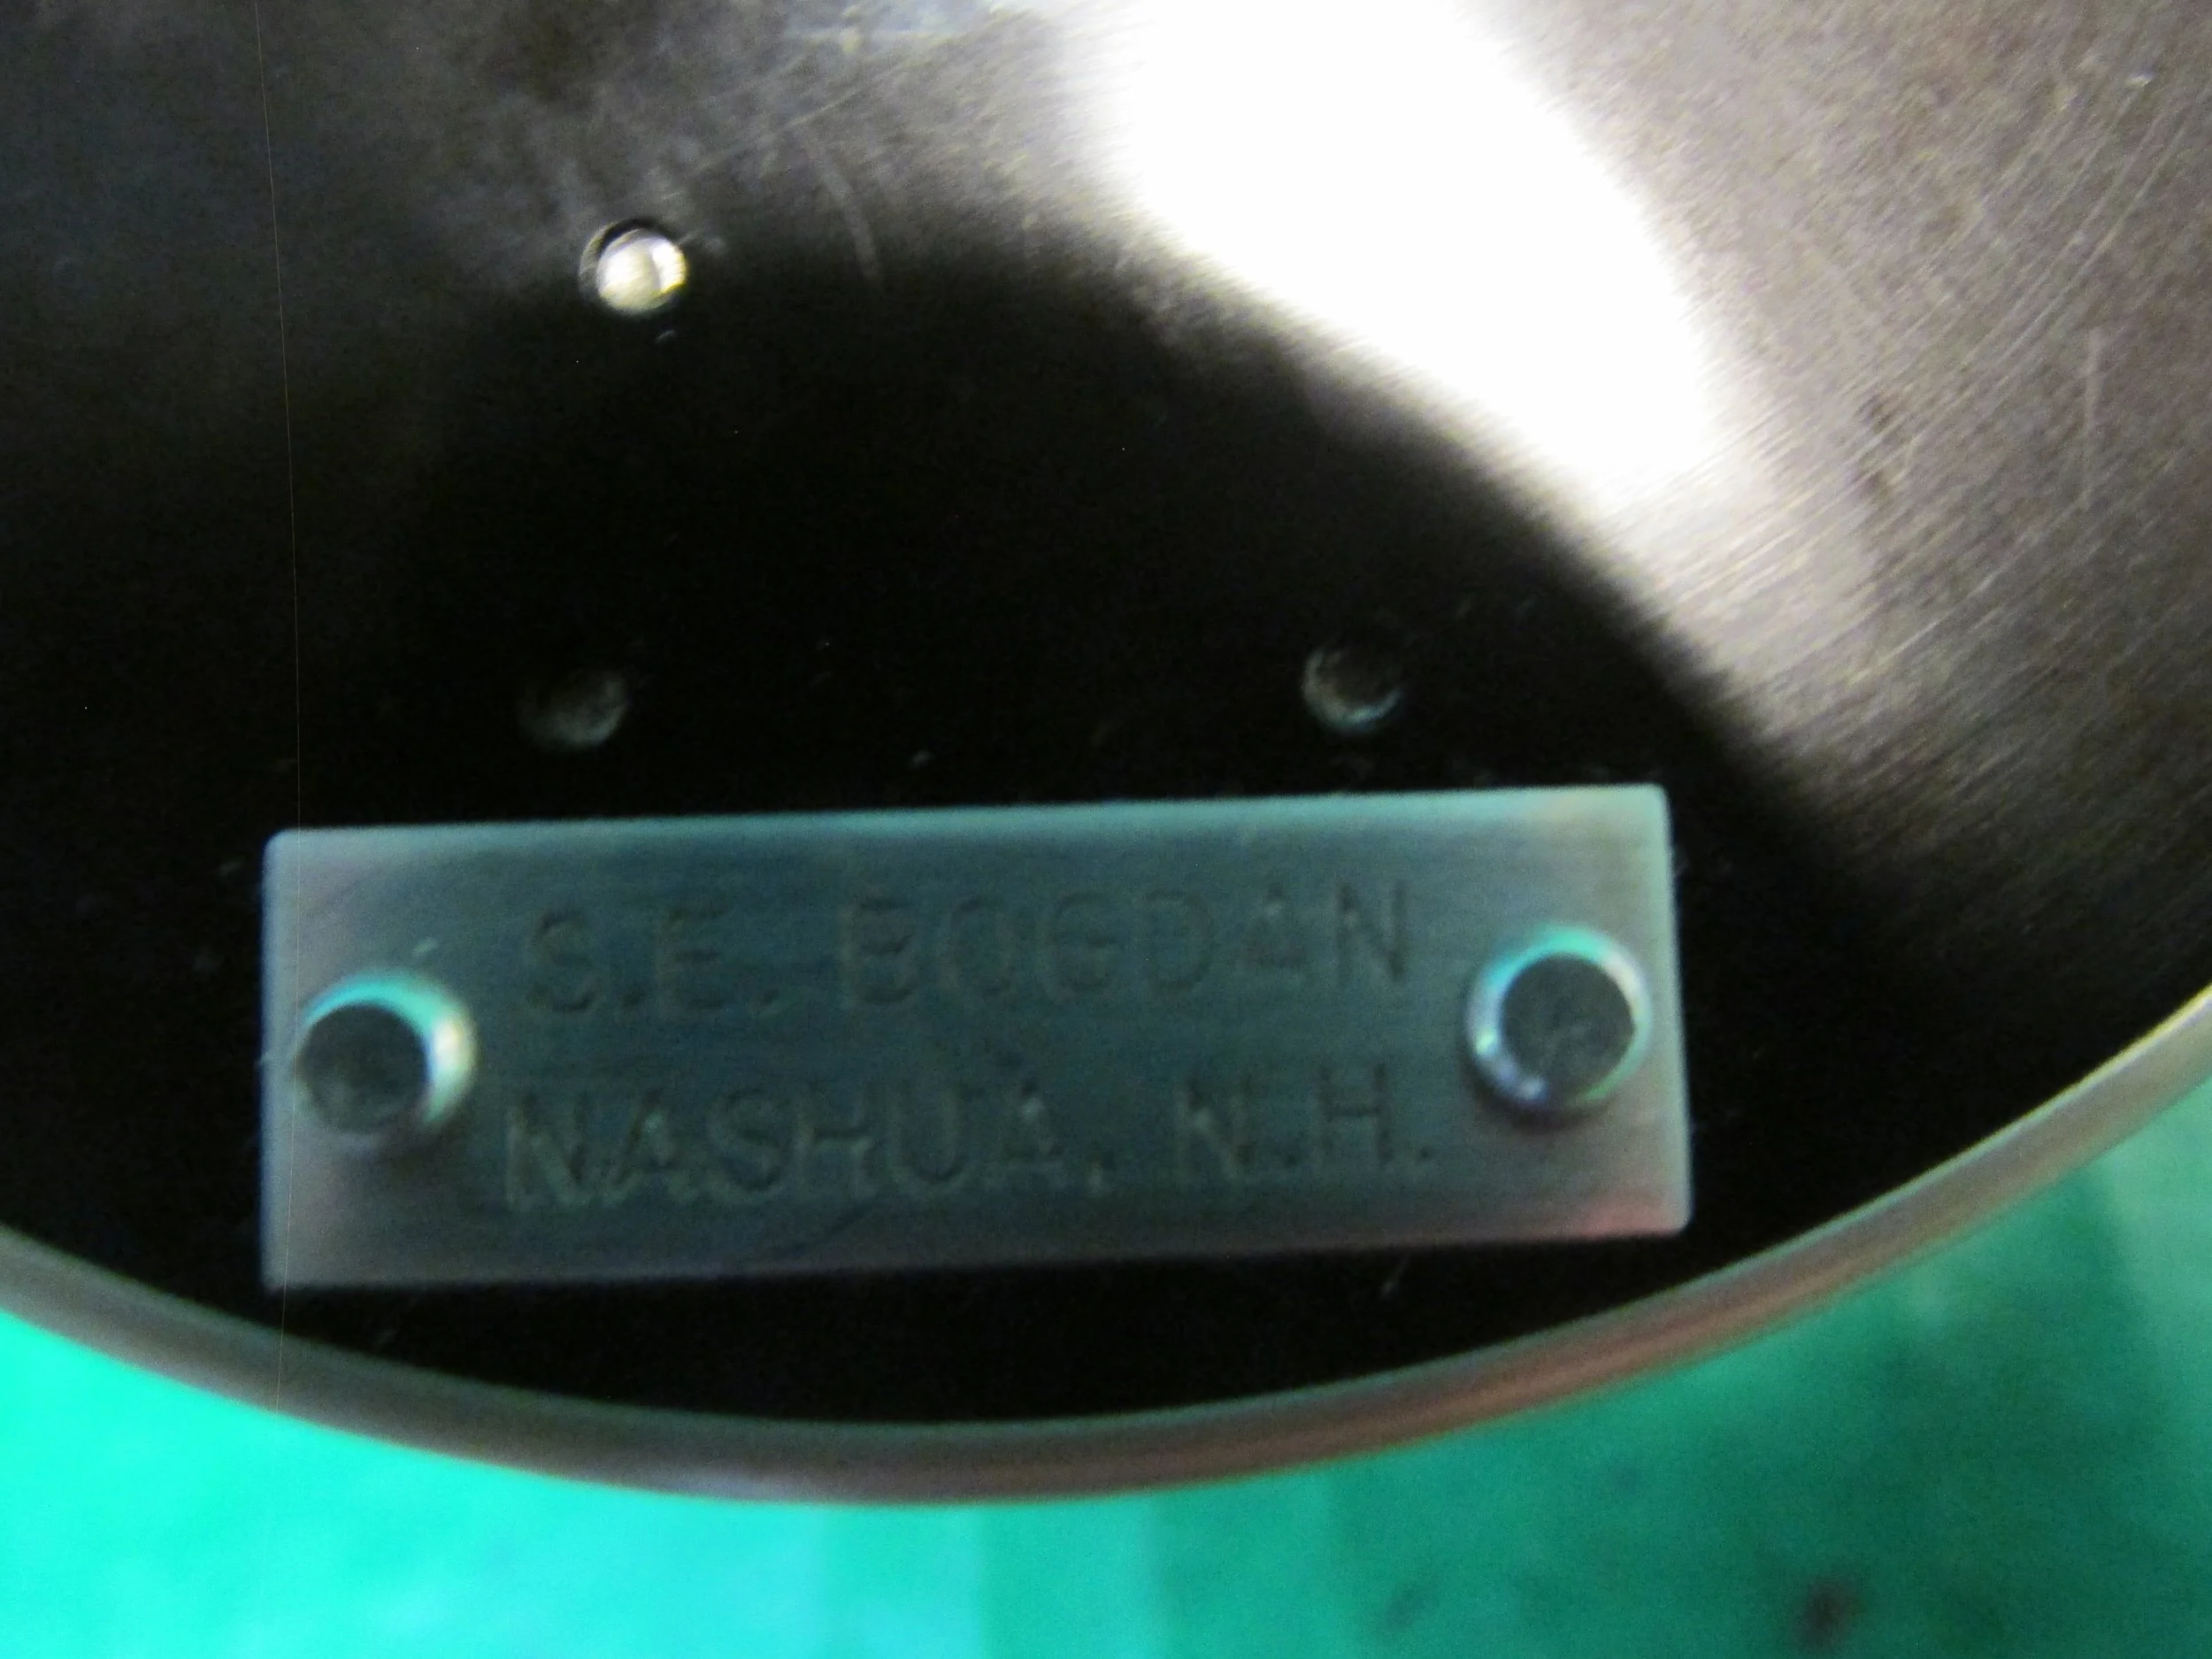 S.E. BOGDAN
NASHUA, N.H.